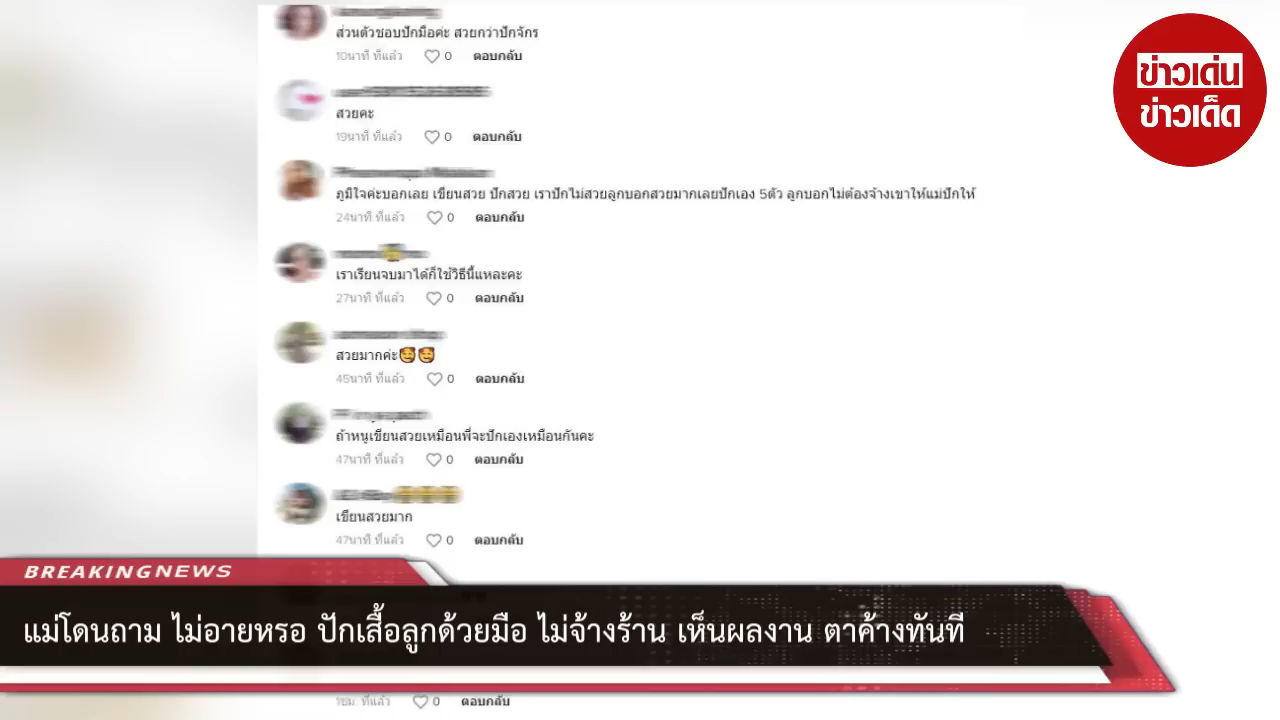 ส่วนตัวชอบปักมือค่ะ สวยกว่าปักจักร
10นาที ที่แล้ว 0 ตอบกลับ
สวยคะ
19นาที ที่แล้ว 0 ตอบกลับ
ภูมิใจค่ะบอกเลย เขียนสวย ปักสวย เราปักไม่สวยลูกบอกสวยมากเลยปักเอง 5ตัว ลูกบอกไม่ต้องจ้างเขาให้แม่ปักให้
24นาที ที่แล้ว 0 ตอบกลับ
เราเรียนจบมาได้ก็ใช้วิธีนี้แหละคะ
27นาที ที่แล้ว 0 ตอบกลับ
สวยมากค่ะ🥰🥰
45นาที ที่แล้ว 0 ตอบกลับ
ถ้าหนูเขียนสวยเหมือนพี่จะปักเองเหมือนกันคะ
47นาที ที่แล้ว 0 ตอบกลับ
เขียนสวยมาก
47นาที ที่แล้ว 0 ตอบกลับ
ข่าวเด่น
ข่าวเด็ด
BREAKINGNEWS
แม่โดนถาม ไม่อายหรอ ปักเสื้อลูกด้วยมือ ไม่จ้างร้าน เห็นผลงาน ตาค้างทันที
1ชม. ที่แล้ว 0 ตอบกลับ